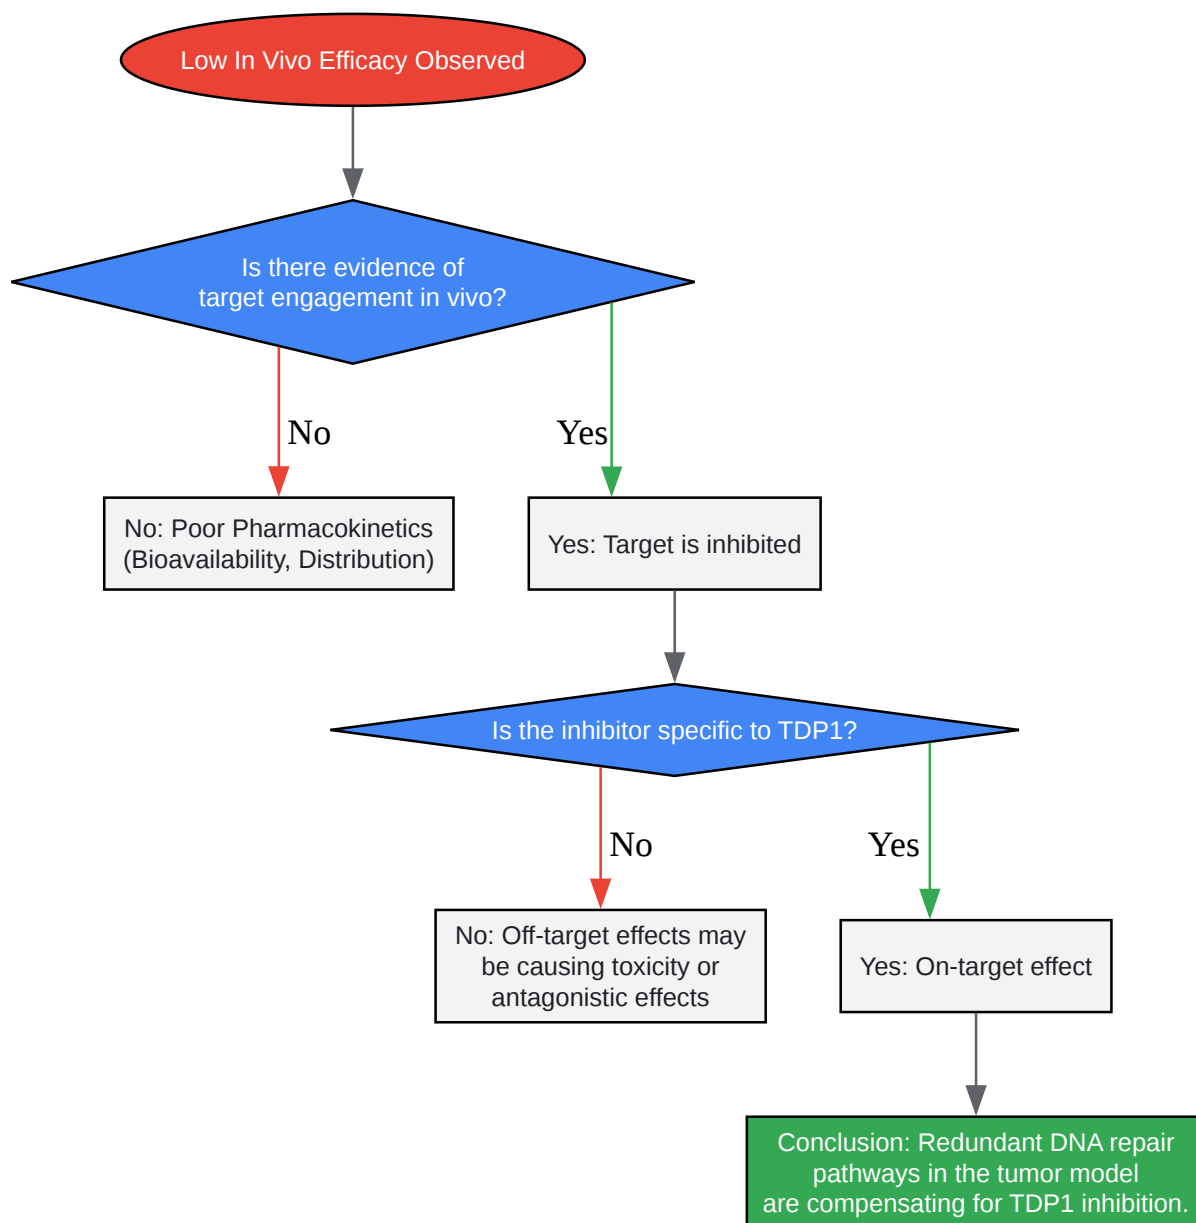 Low In Vivo Efficacy Observed
Is there evidence of
target engagement in vivo?
No
Yes
No: Poor Pharmacokinetics
(Bioavailability, Distribution)
Yes: Target is inhibited
Is the inhibitor specific to TDP1?
No
Yes
No: Off-target effects may
be causing toxicity or
antagonistic effects
Yes: On-target effect
Conclusion: Redundant DNA repair
pathways in the tumor model
are compensating for TDP1 inhibition.